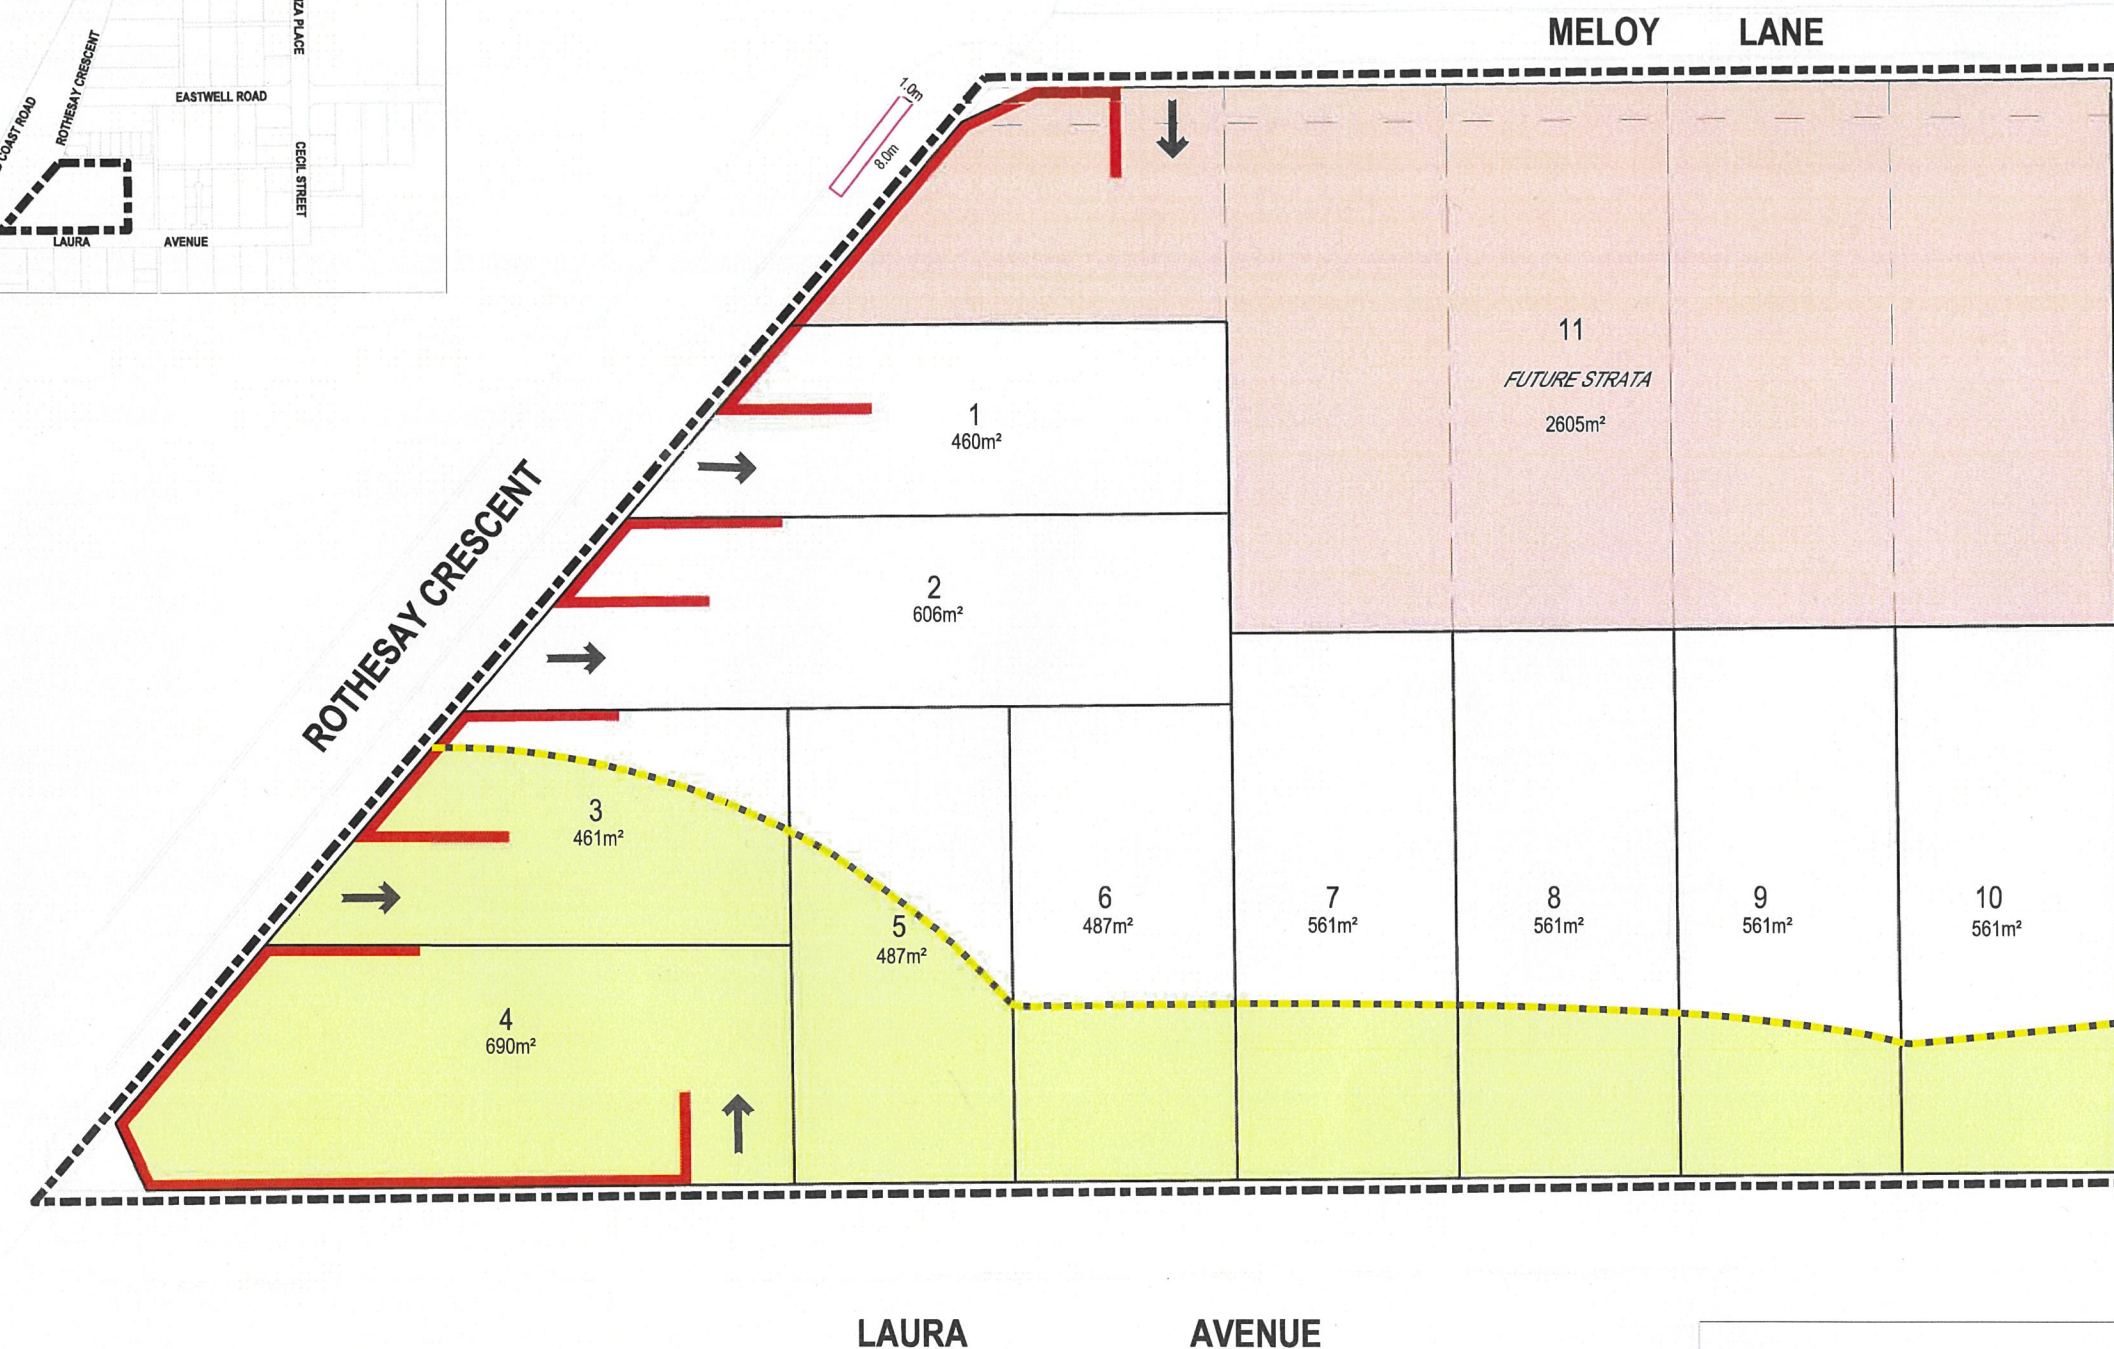 MELOY LANE
ZA PLACE
ROTHESAY CRESCENT
EASTWELL ROAD
COAST ROAD
CECIL STREET
LAURA AVENUE
1.0m
8.0m
11
FUTURE STRATA
2605m²
1
460m²
ROTHESAY CRESCENT
2
606m²
3
461m²
4
690m²
5
487m²
6
487m²
7
561m²
8
561m²
9
561m²
10
561m²
LAURA AVENUE